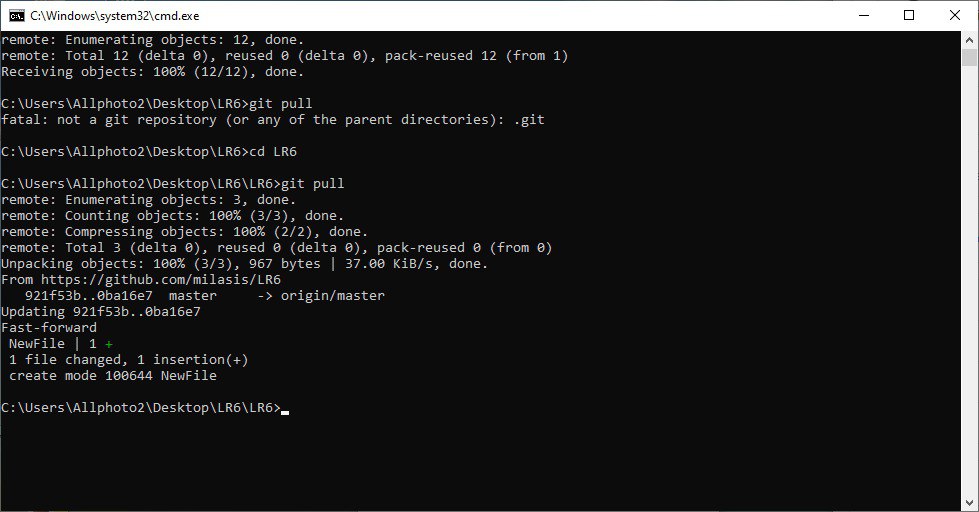 C:\Windows\system32\cmd.exe
remote: Enumerating objects: 12, done.
remote: Total 12 (delta 0), reused 0 (delta 0), pack-reused 12 (from 1)
Receiving objects: 100% (12/12), done.
C:\Users\Allphoto2\Desktop\LR6>git pull
fatal: not a git repository (or any of the parent directories): .git
C:\Users\Allphoto2\Desktop\LR6>cd LR6
C:\Users\Allphoto2\Desktop\LR6\LR6>git pull
remote: Enumerating objects: 3, done.
remote: Counting objects: 100% (3/3), done.
remote: Compressing objects: 100% (2/2), done.
remote: Total 3 (delta 0), reused 0 (delta 0), pack-reused 0 (from 0)
Unpacking objects: 100% (3/3), 967 bytes | 37.00 KiB/s, done.
From https://github.com/milasis/LR6
   921f53b..0ba16e7  master     -> origin/master
Updating 921f53b..0ba16e7
Fast-forward
 NewFile | 1 +
 1 file changed, 1 insertion(+)
 create mode 100644 NewFile
C:\Users\Allphoto2\Desktop\LR6\LR6>